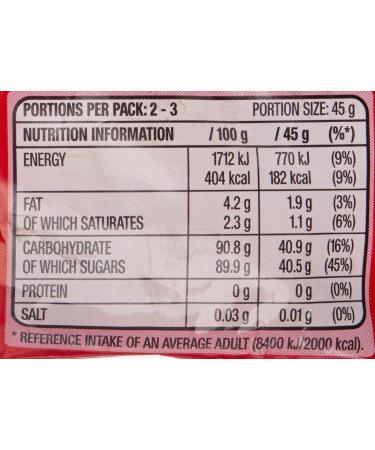 PORTIONS PER PACK: 2 - 3 PORTION SIZE: 45 g
NUTRITION INFORMATION / 100 g / 45 g (%*)
ENERGY 1712 kJ 770 kJ (9%)
404 kcal 182 kcal (9%)
FAT 4.2 g 1.9 g (3%)
OF WHICH SATURATES 2.3 g 1.1 g (6%)
CARBOHYDRATE 90.8 g 40.9 g (16%)
OF WHICH SUGARS 89.9 g 40.5 g (45%)
PROTEIN 0 g 0 g (0%)
SALT 0.03 g 0.01 g (0%)
* REFERENCE INTAKE OF AN AVERAGE ADULT (8400 kJ/2000 kcal).